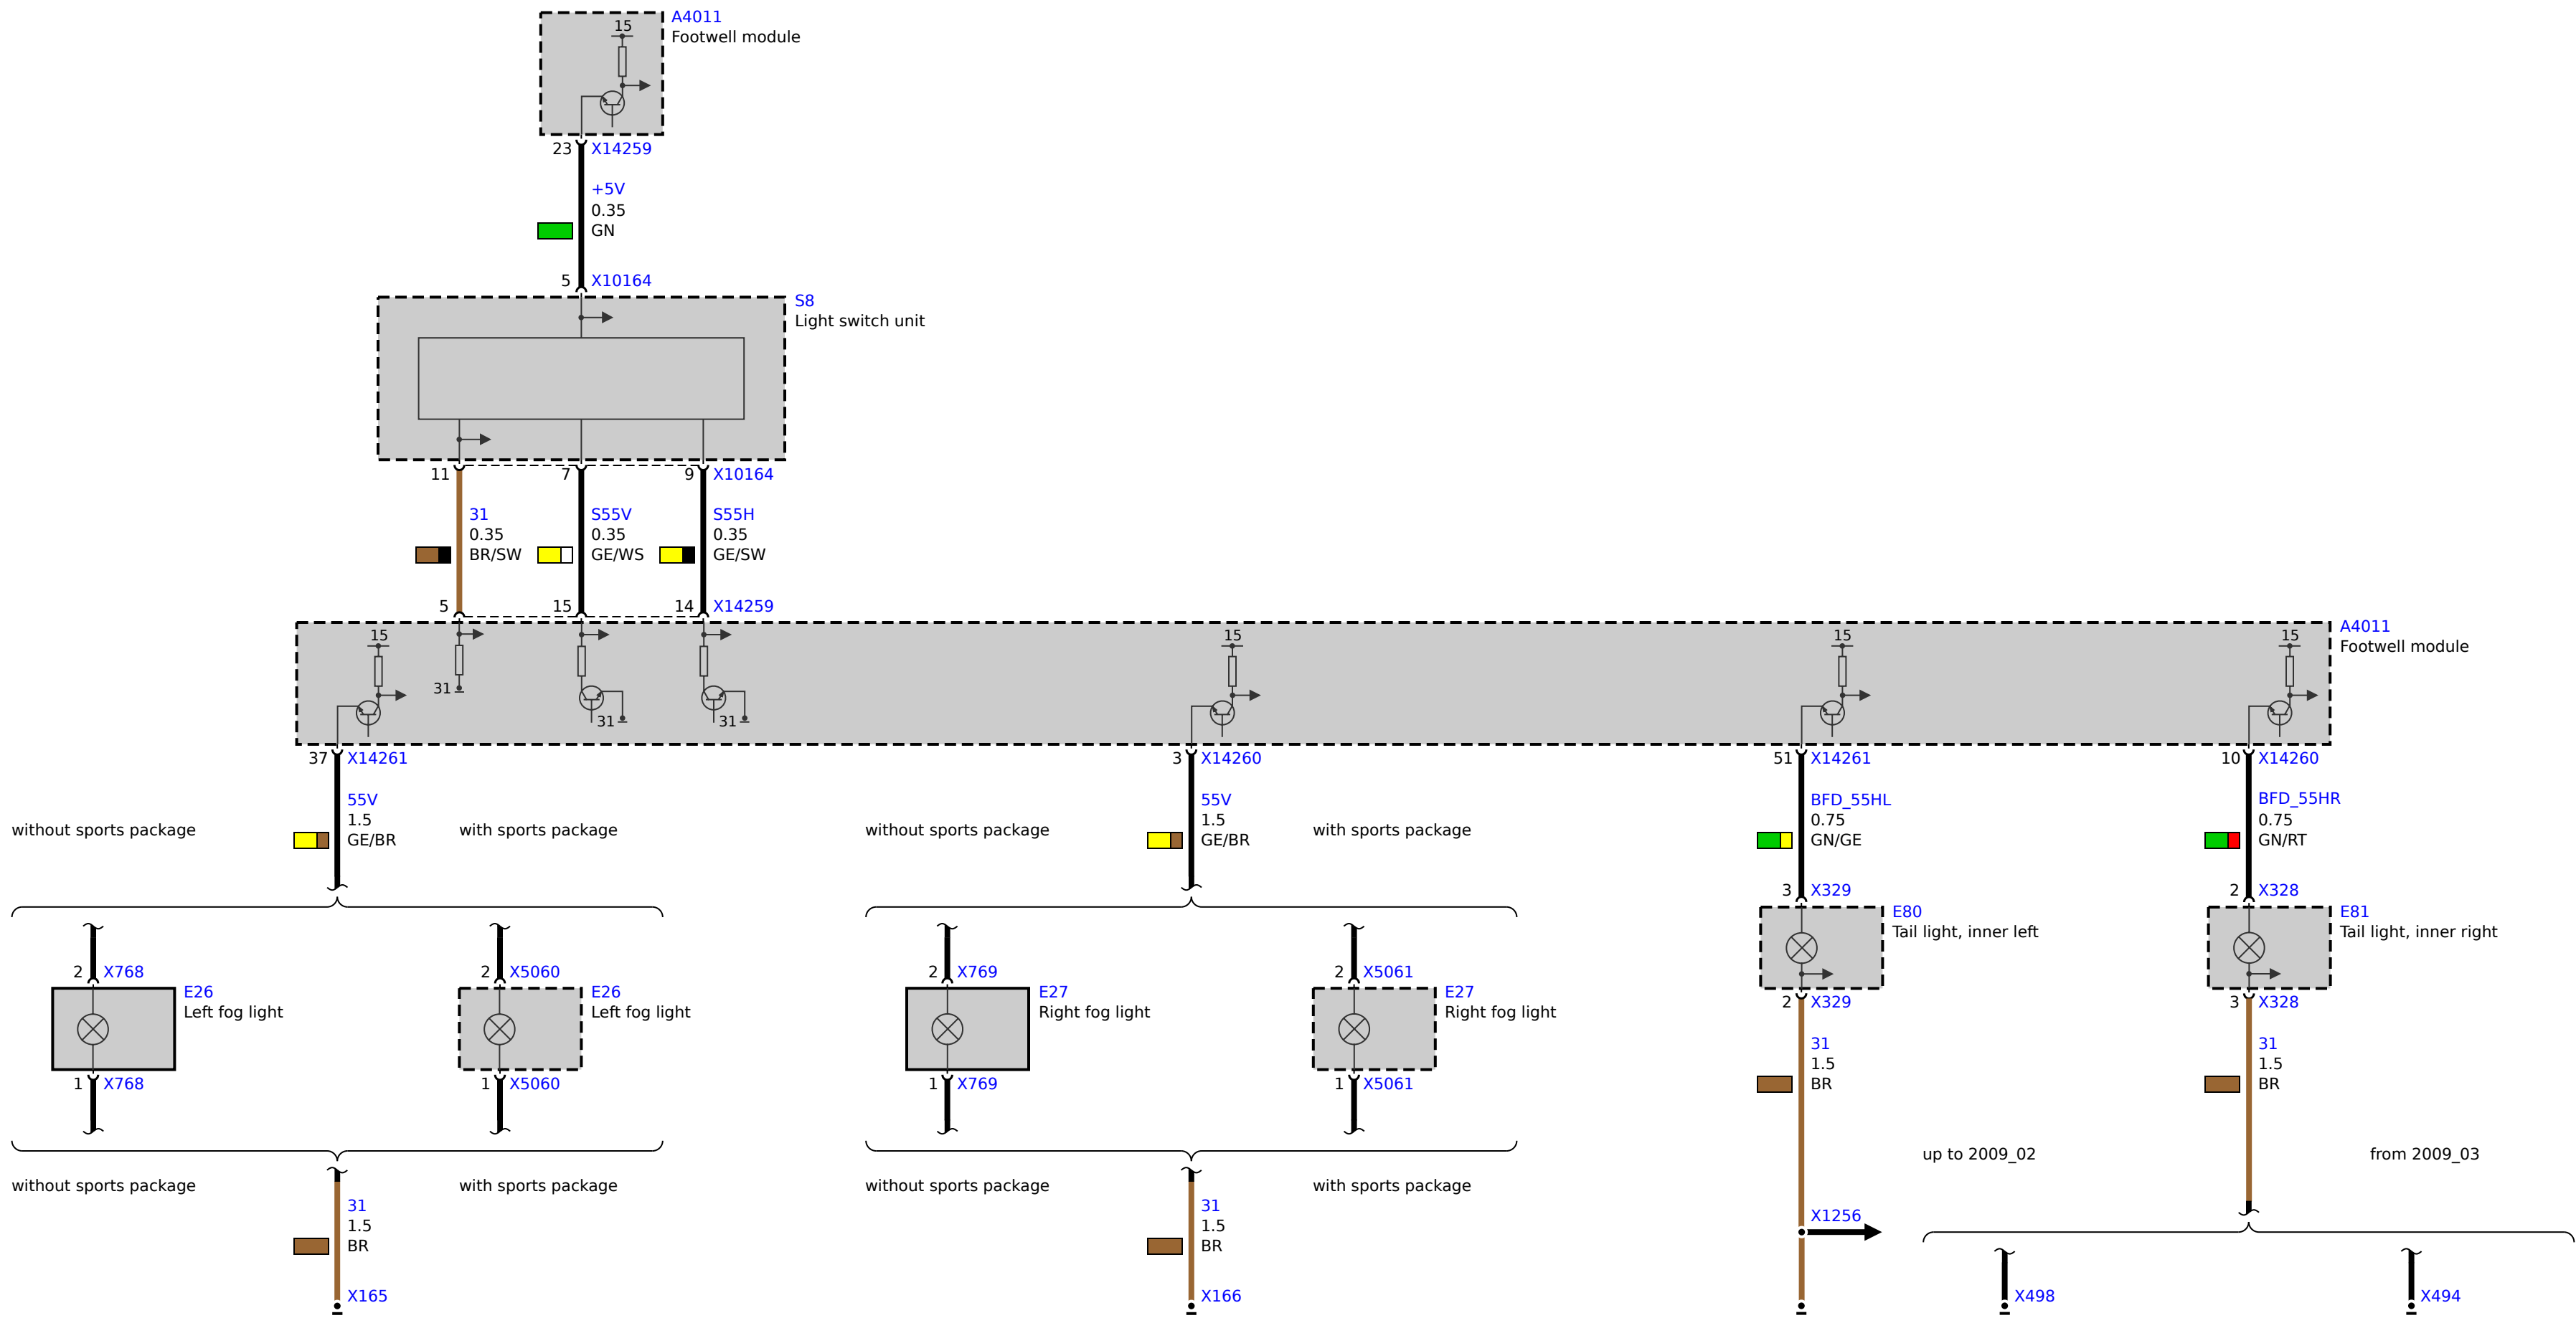 A4011
15
Footwell module
23 X14259
+5V
0.35
GN
5 X10164
S8
Light switch unit
11 7 9 X10164
31 S55V S55H
0.35 0.35 0.35
BR/SW GE/WS GE/SW
5 15 14 X14259
A4011
15 15 15 15
Footwell module
31
31 31
37 X14261 3 X14260 51 X14261 10 X14260
55V 55V BFD_55HL BFD_55HR
1.5 1.5 0.75 0.75
without sports package with sports package without sports package with sports package
GE/BR GE/BR GN/GE GN/RT
3 X329 2 X328
E80 E81
Tail light, inner left Tail light, inner right
2 X768 2 X5060 2 X769 2 X5061
E26 E26 E27 E27
Left fog light Left fog light Right fog light Right fog light
2 X329 3 X328
31 31
1.5 1.5
1 X768 1 X5060 1 X769 1 X5061 BR BR
up to 2009_02 from 2009_03
without sports package with sports package without sports package with sports package
31 31
X1256
1.5 1.5
BR BR
X165 X166 X498 X494